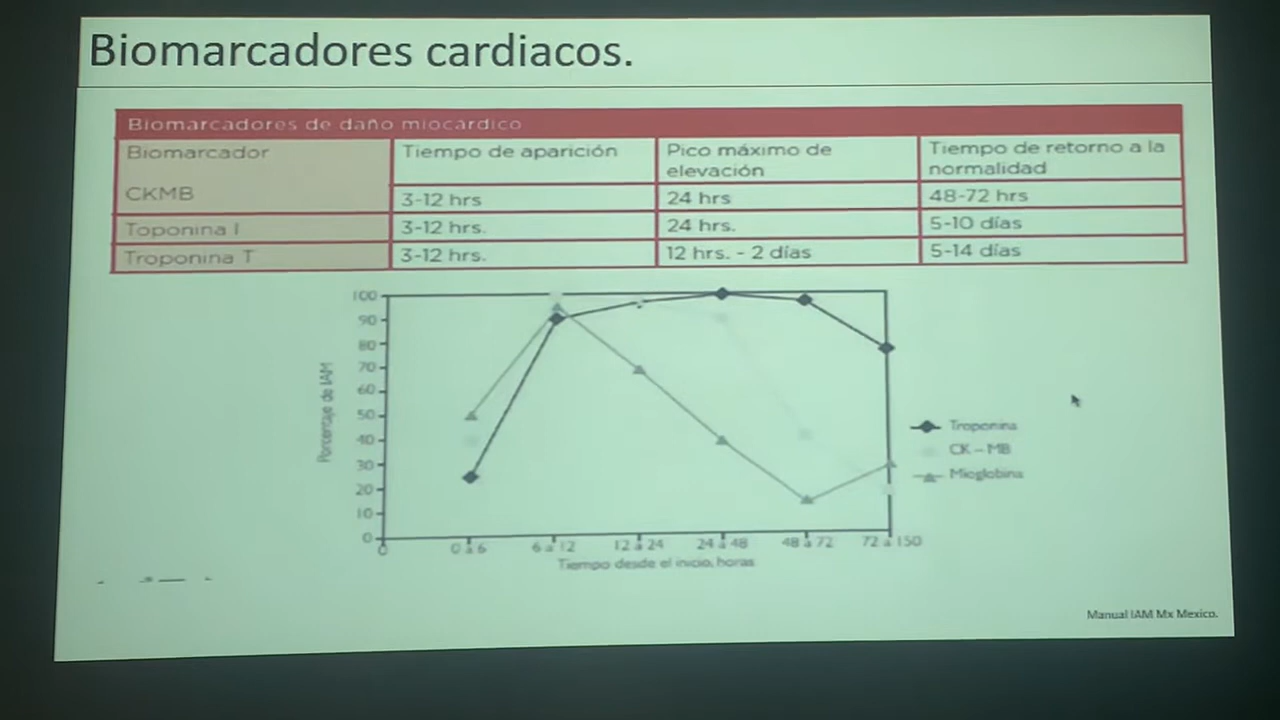 Biomarcadores cardiacos.
Biomarcadores de daño miocárdico
Biomarcador Tiempo de aparición Pico máximo de elevación Tiempo de retorno a la normalidad
CKMB 3-12 hrs 24 hrs 48-72 hrs
Toponina I 3-12 hrs. 24 hrs. 5-10 días
Troponina T 3-12 hrs. 12 hrs. - 2 días 5-14 días
Porcentaje de IAM
100
90
80
70
60
50
40
30
20
10
0
0 0 a 6 6 a 12 12 a 24 24 a 48 48 a 72 72 a 150
Tiempo desde el inicio, horas
Troponina
CK – MB
Mioglobina
Manual IAM Mx Mexico.